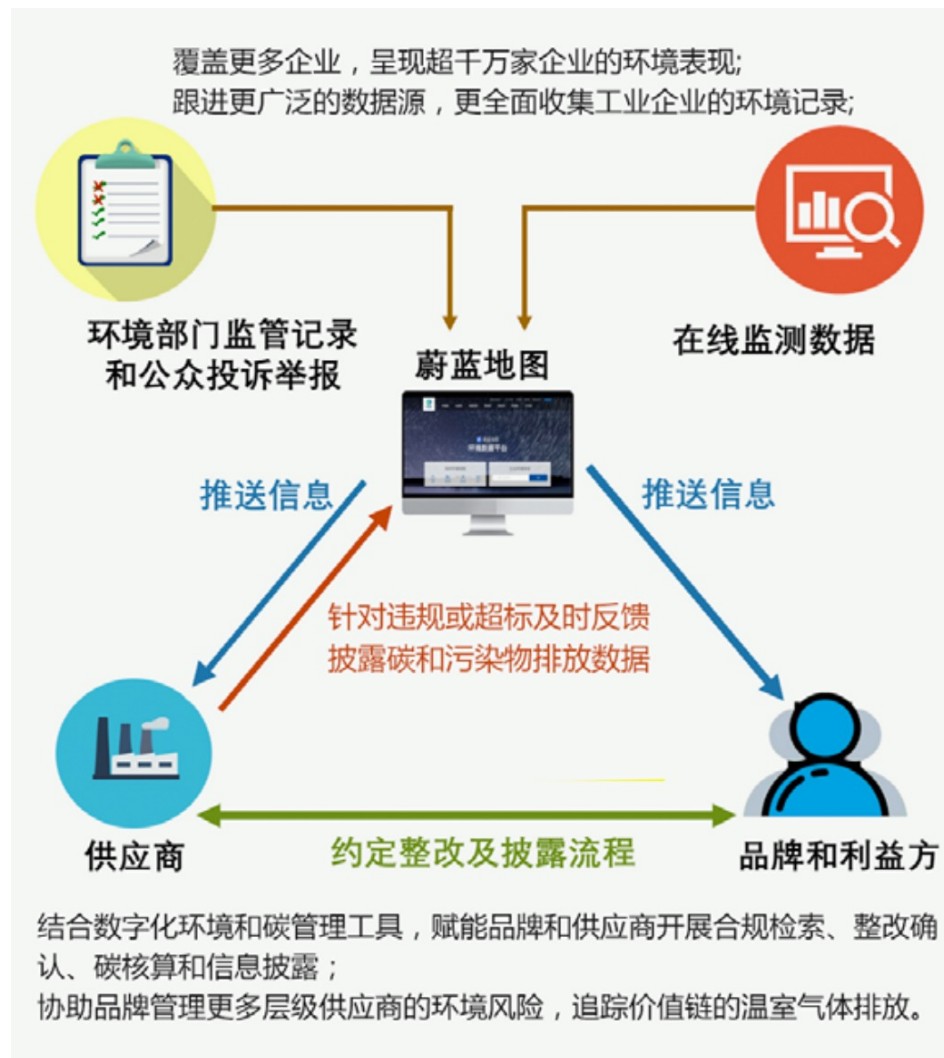 覆盖更多企业，呈现超千万家企业的环境表现;
跟进更广泛的数据源，更全面收集工业企业的环境记录;
环境部门监管记录
和公众投诉举报
在线监测数据
蔚蓝地图
环境数据平台
推送信息
推送信息
针对违规或超标及时反馈
披露碳和污染物排放数据
供应商
约定整改及披露流程
品牌和利益方
结合数字化环境和碳管理工具，赋能品牌和供应商开展合规检索、整改确
认、碳核算和信息披露；
协助品牌管理更多层级供应商的环境风险，追踪价值链的温室气体排放。